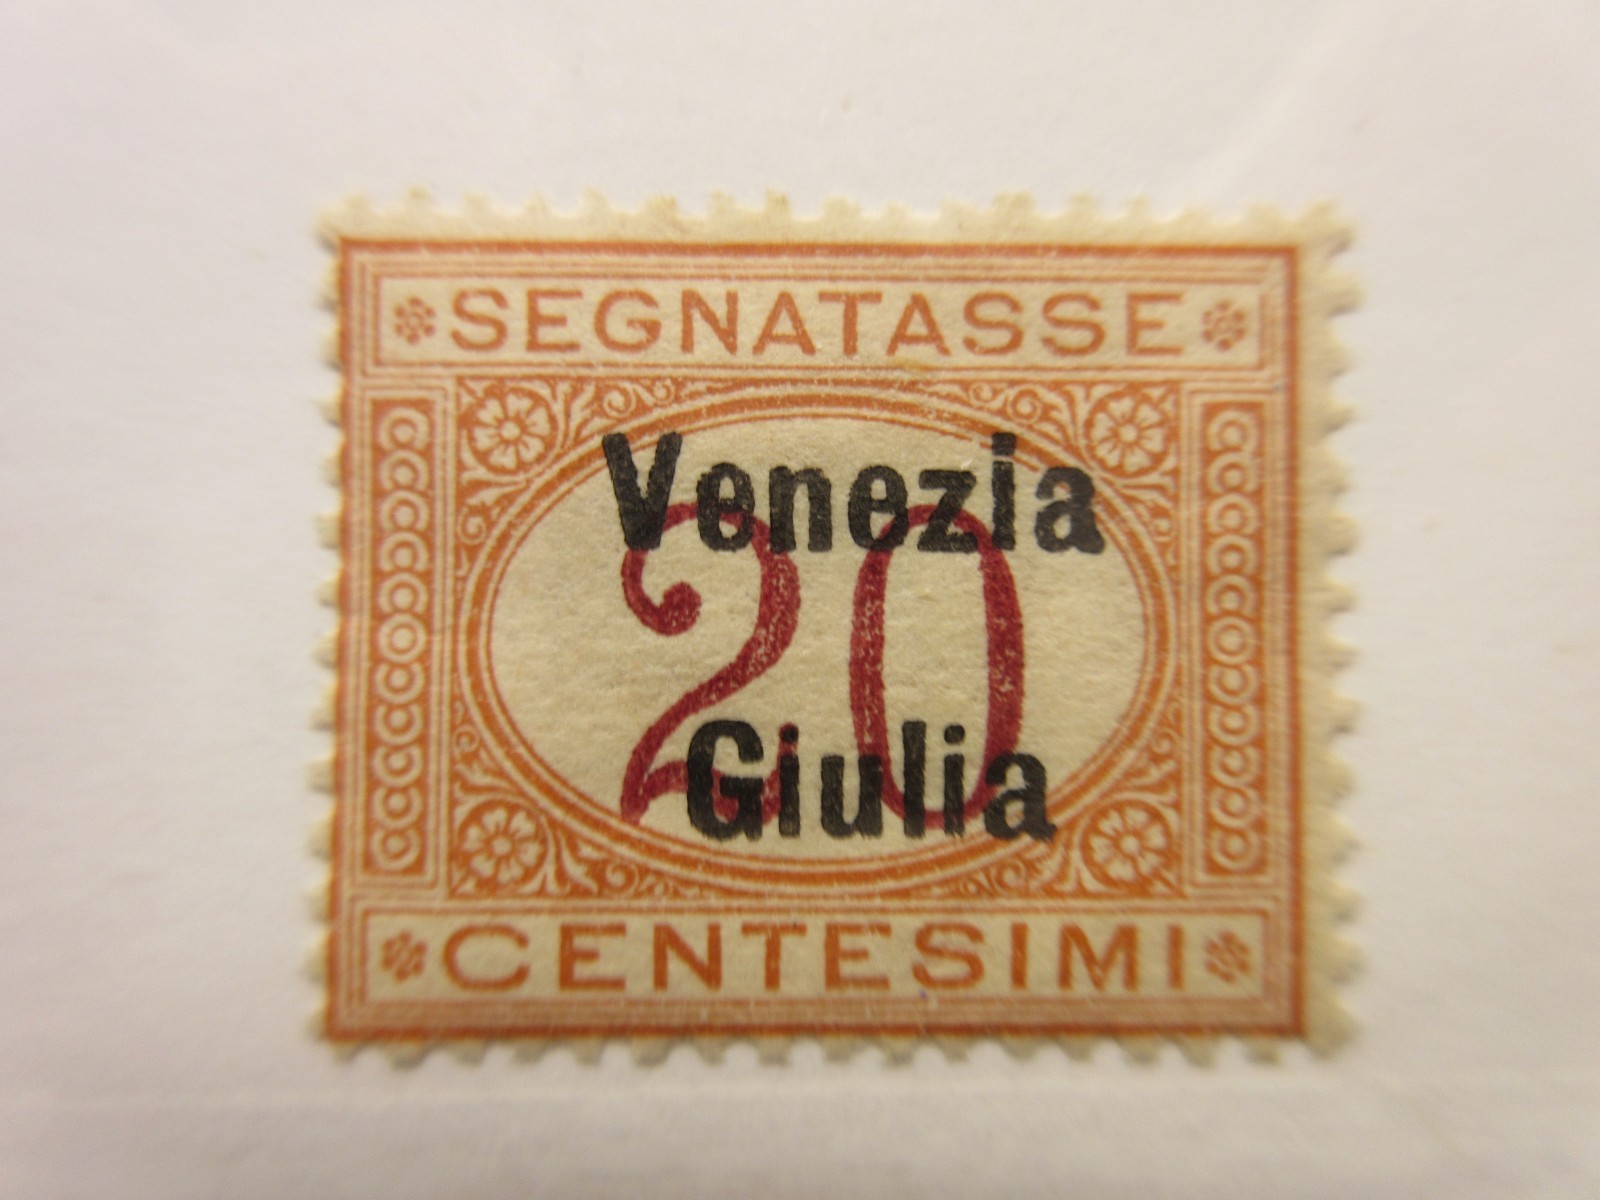 SEGNATASSE
Venezia
20
Giulia
CENTESIMI